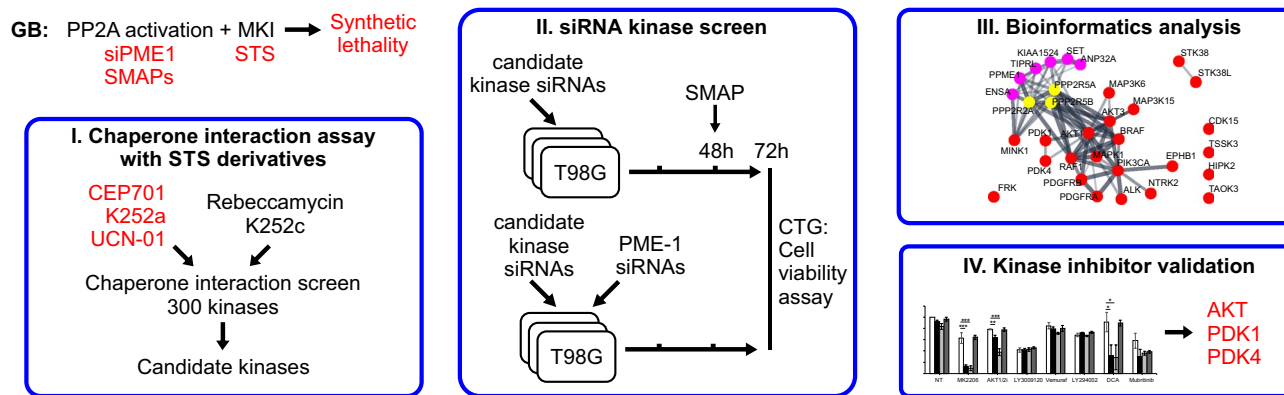 GB: PP2A activation + MKI
Synthetic
lethality
siPME1
STS
SMAPs
I. Chaperone interaction assay
with STS derivatives
CEP701
K252a
UCN-01
Rebeccamycin
K252c
Chaperone interaction screen
300 kinases
Candidate kinases
II. siRNA kinase screen
candidate
kinase siRNAs
SMAP
T98G
48h
72h
candidate
kinase
siRNAs
PME-1
siRNAs
T98G
CTG:
Cell
viability
assay
III. Bioinformatics analysis
KIAA1524
SET
TIPRL
ANP32A
PPME1
PPP2R5A
ENSA
PPP2R5B
PPP2R2A
STK38
STK38L
MAP3K6
MAP3K15
AKT3
CDK15
PDK1
AKT1
BRAF
MINK1
TSSK3
MAPK1
PDK4
RAF1
PIK3CA
EPHB1
HIPK2
FRK
PDGFRB
NTRK2
TAOK3
PDGFRA
ALK
IV. Kinase inhibitor validation
*** ***
*** **
*
*
NT MK2206 AKT1/2i LY3009120 Vemuraf LY294002 DCA Mubritinib
AKT
PDK1
PDK4